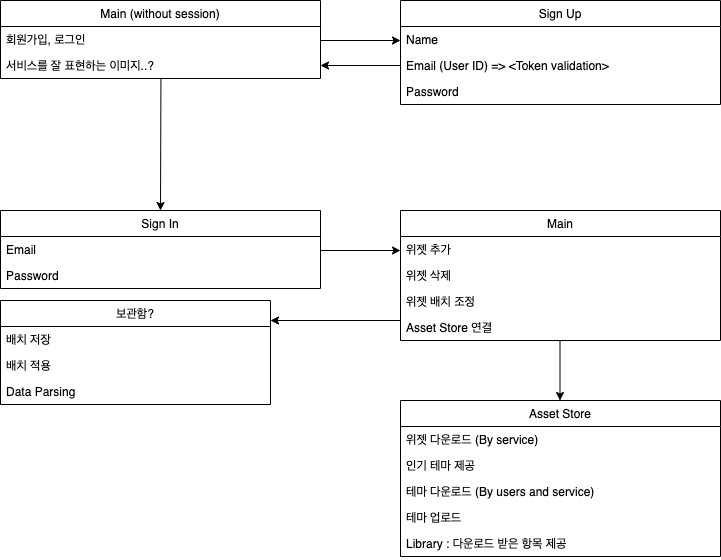 Main (without session)
회원가입, 로그인
서비스를 잘 표현하는 이미지..?
Sign Up
Name
Email (User ID) => <Token validation>
Password
Sign In
Email
Password
Main
위젯 추가
위젯 삭제
위젯 배치 조정
Asset Store 연결
보관함?
배치 저장
배치 적용
Data Parsing
Asset Store
위젯 다운로드 (By service)
인기 테마 제공
테마 다운로드 (By users and service)
테마 업로드
Library : 다운로드 받은 항목 제공